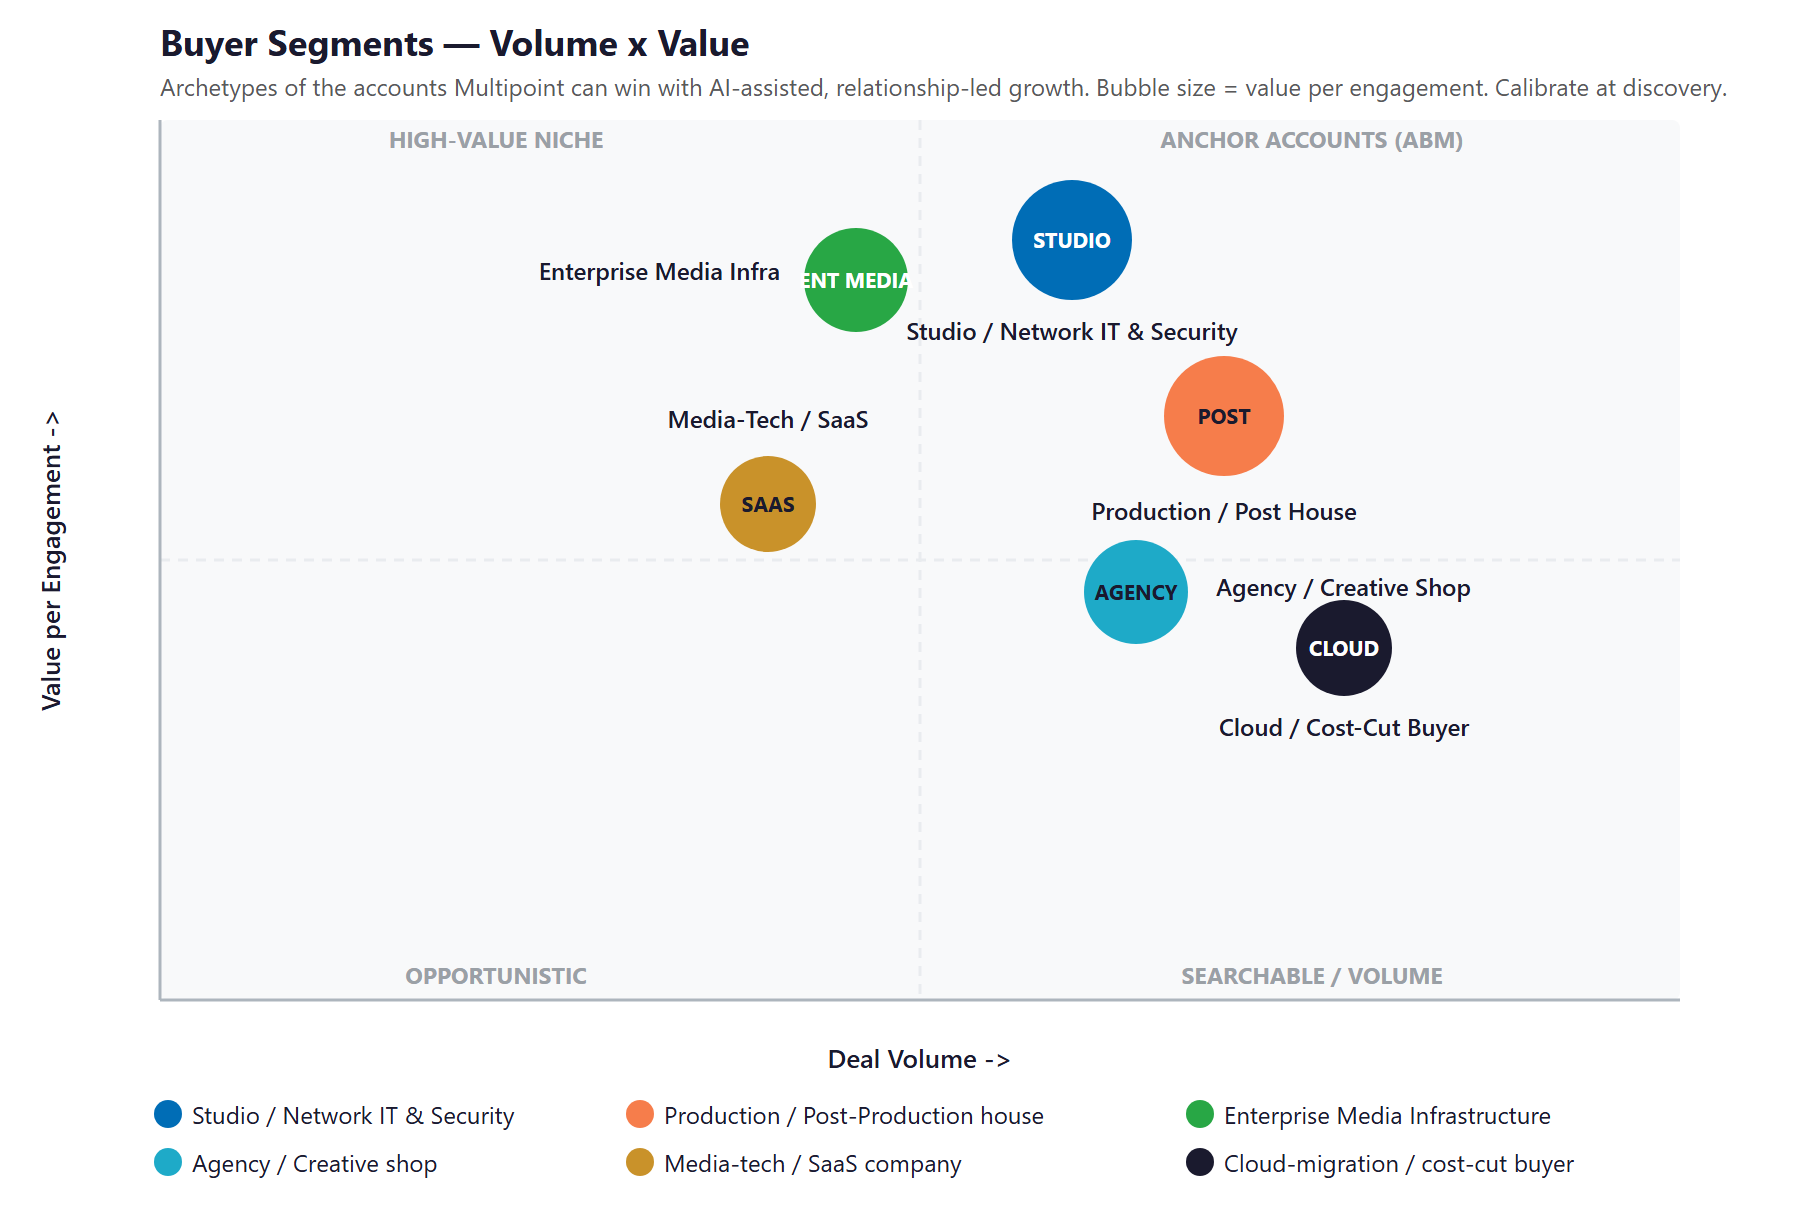 Buyer Segments — Volume x Value
Archetypes of the accounts Multipoint can win with AI-assisted, relationship-led growth. Bubble size = value per engagement. Calibrate at discovery.
HIGH-VALUE NICHE
ANCHOR ACCOUNTS (ABM)
STUDIO
Enterprise Media Infra
ENT MEDIA
Studio / Network IT & Security
Media-Tech / SaaS
POST
SAAS
Production / Post House
AGENCY
Agency / Creative Shop
CLOUD
Cloud / Cost-Cut Buyer
Value per Engagement ->
OPPORTUNISTIC
SEARCHABLE / VOLUME
Deal Volume ->
Studio / Network IT & Security
Production / Post-Production house
Enterprise Media Infrastructure
Agency / Creative shop
Media-tech / SaaS company
Cloud-migration / cost-cut buyer